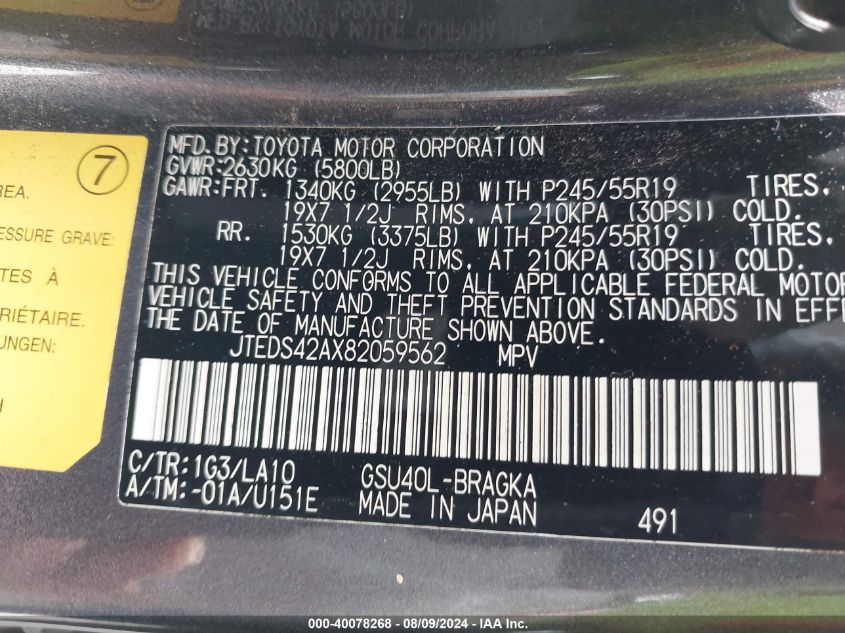 MFD. BY: TOYOTA MOTOR CORPORATION
GVWR: 2630KG (5800LB)
GAWR: FRT. 1340KG (2955LB) WITH P245/55R19 TIRES.
19X7 1/2J RIMS. AT 210KPA (30PSI) COLD.
RR. 1530KG (3375LB) WITH P245/55R19 TIRES.
19X7 1/2J RIMS. AT 210KPA (30PSI) COLD.
THIS VEHICLE CONFORMS TO ALL APPLICABLE FEDERAL MOTOR
VEHICLE SAFETY AND THEFT PREVENTION STANDARDS IN EFFE
THE DATE OF MANUFACTURE SHOWN ABOVE.
JTEDS42AX82059562 MPV
C/TR: 1G3/LA10 GSU40L-BRAGKA
A/TM: -01A/U151E MADE IN JAPAN 491
7
REA.
ESSURE GRAVE:
TES À
PRIÉTAIRE.
UNGEN:
000-40078268 - 08/09/2024 - IAA Inc.